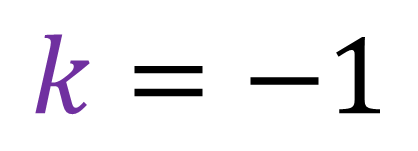 k = −1